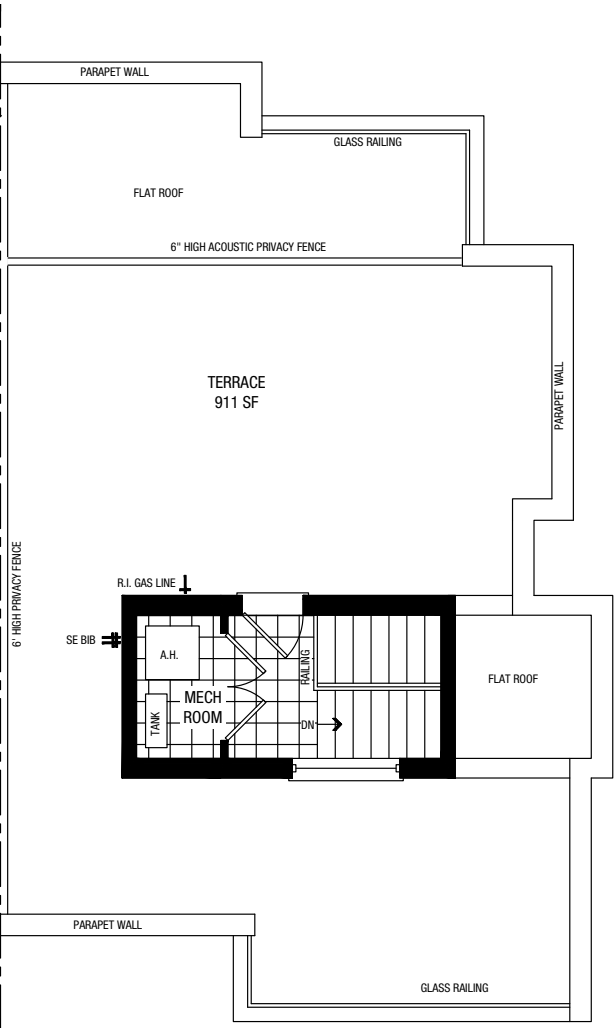 PARAPET WALL
GLASS RAILING
FLAT ROOF
6" HIGH ACOUSTIC PRIVACY FENCE
TERRACE
911 SF
PARAPET WALL
6' HIGH PRIVACY FENCE
R.I. GAS LINE
SE BIB
A.H.
RAILING
FLAT ROOF
MECH
ROOM
TANK
DN
PARAPET WALL
GLASS RAILING